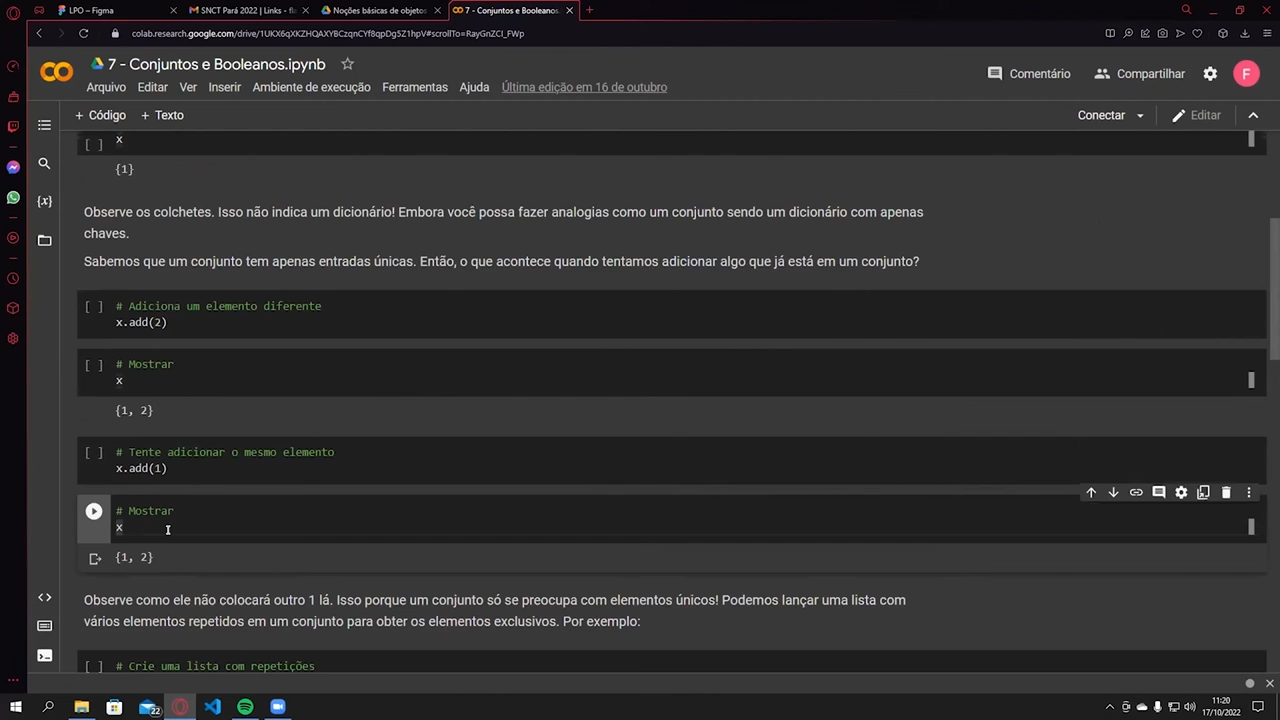 LPO – Figma
SNCT Pará 2022 | Links - fla
Noções básicas de objetos
7 - Conjuntos e Booleanos.
colab.research.google.com/drive/1UKX6qXKZHQAXYBCzqnCYf8qpDg5Z1hpV#scrollTo=RayGnZCI_FWp
7 - Conjuntos e Booleanos.ipynb
Comentário
Compartilhar
F
Arquivo Editar Ver Inserir Ambiente de execução Ferramentas Ajuda Última edição em 16 de outubro
+ Código + Texto
Conectar
Editar
[ ] x
{1}
Observe os colchetes. Isso não indica um dicionário! Embora você possa fazer analogias como um conjunto sendo um dicionário com apenas
chaves.
Sabemos que um conjunto tem apenas entradas únicas. Então, o que acontece quando tentamos adicionar algo que já está em um conjunto?
[ ] # Adiciona um elemento diferente
x.add(2)
[ ] # Mostrar
x
{1, 2}
[ ] # Tente adicionar o mesmo elemento
x.add(1)
# Mostrar
x
{1, 2}
Observe como ele não colocará outro 1 lá. Isso porque um conjunto só se preocupa com elementos únicos! Podemos lançar uma lista com
vários elementos repetidos em um conjunto para obter os elementos exclusivos. Por exemplo:
[ ] # Crie uma lista com repetições
22
11:20
17/10/2022